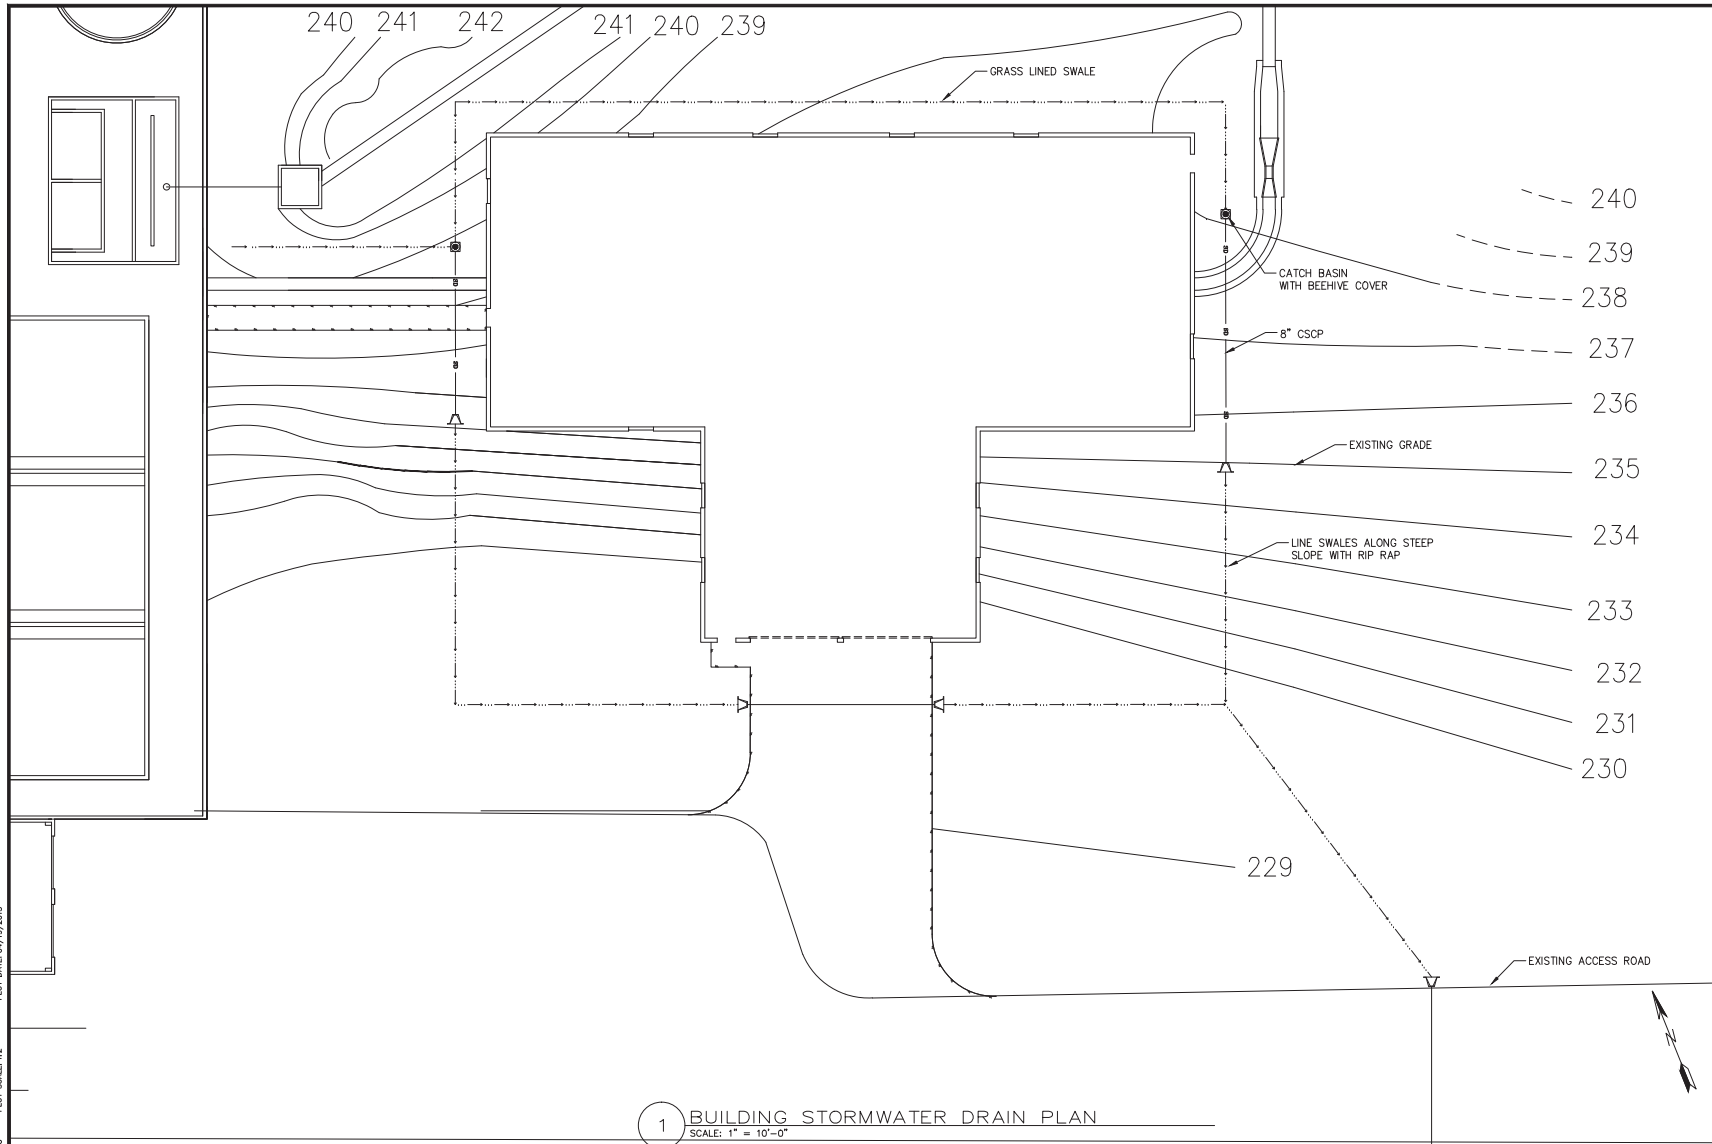 240 241 242 241 240 239
GRASS LINED SWALE
240
239
CATCH BASIN
WITH BEEHIVE COVER
238
8" CSCP
237
236
EXISTING GRADE
235
234
LINE SWALES ALONG STEEP
SLOPE WITH RIP RAP
233
232
231
230
229
EXISTING ACCESS ROAD
N
1 BUILDING STORMWATER DRAIN PLAN
SCALE: 1" = 10'-0"